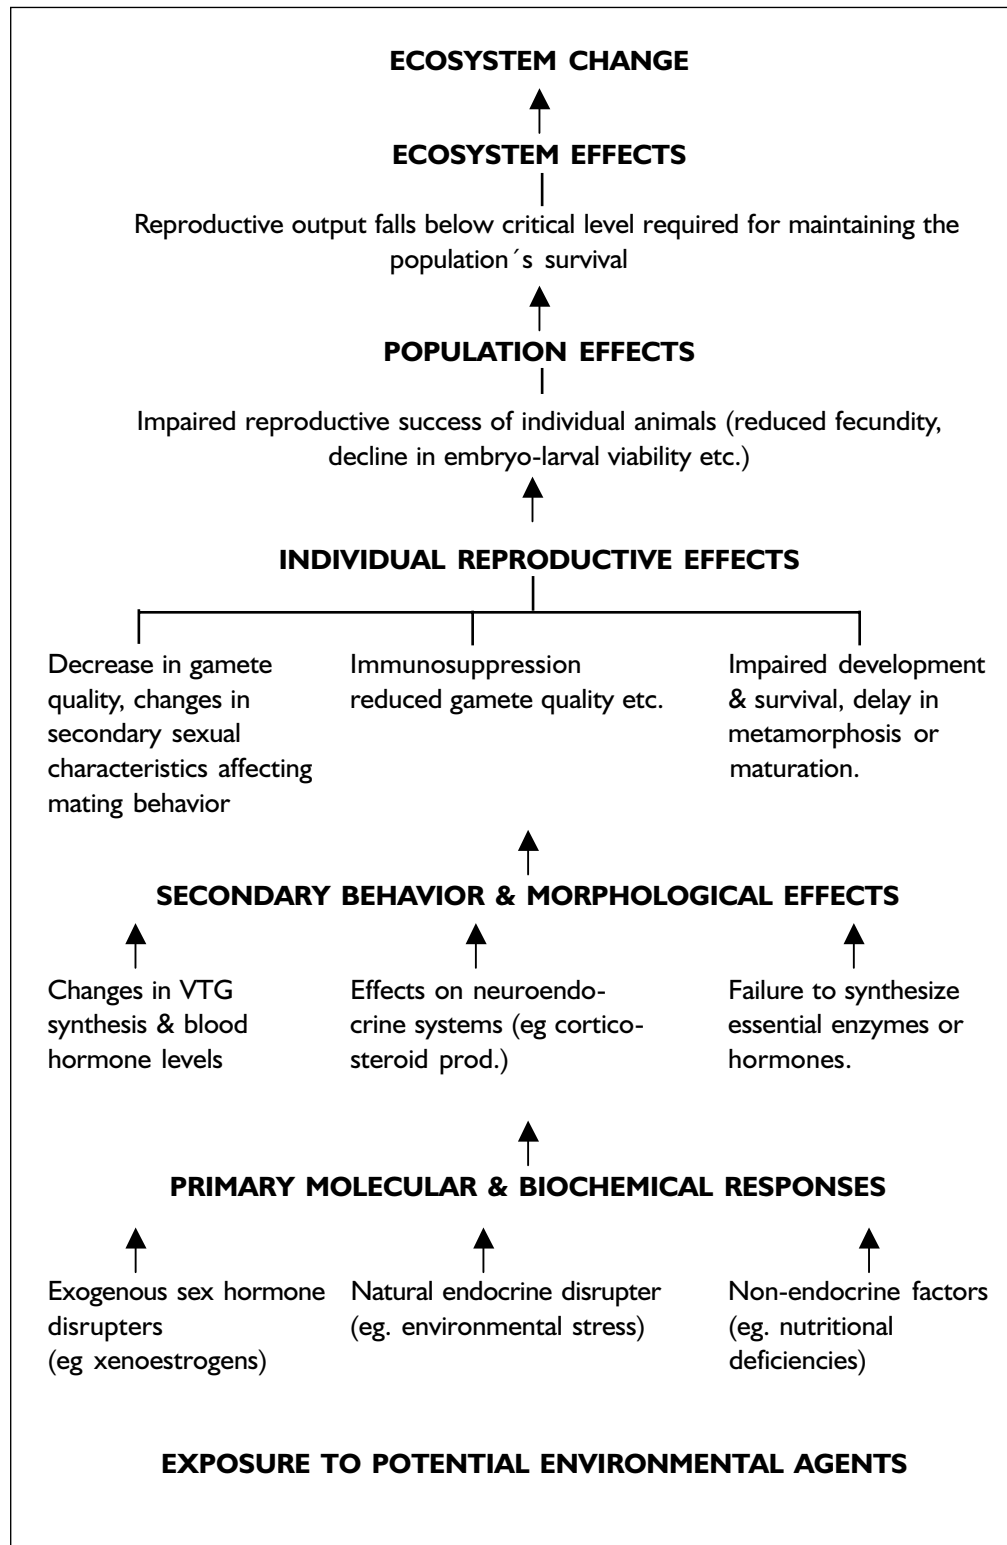 ECOSYSTEM CHANGE
ECOSYSTEM EFFECTS
Reproductive output falls below critical level required for maintaining the
population´s survival
POPULATION EFFECTS
Impaired reproductive success of individual animals (reduced fecundity,
decline in embryo-larval viability etc.)
INDIVIDUAL REPRODUCTIVE EFFECTS
Decrease in gamete
quality, changes in
secondary sexual
characteristics affecting
mating behavior
Immunosuppression
reduced gamete quality etc.
Impaired development
& survival, delay in
metamorphosis or
maturation.
SECONDARY BEHAVIOR & MORPHOLOGICAL EFFECTS
Changes in VTG
synthesis & blood
hormone levels
Effects on neuroendo-
crine systems (eg cortico-
steroid prod.)
Failure to synthesize
essential enzymes or
hormones.
PRIMARY MOLECULAR & BIOCHEMICAL RESPONSES
Exogenous sex hormone
disrupters
(eg xenoestrogens)
Natural endocrine disrupter
(eg. environmental stress)
Non-endocrine factors
(eg. nutritional
deficiencies)
EXPOSURE TO POTENTIAL ENVIRONMENTAL AGENTS